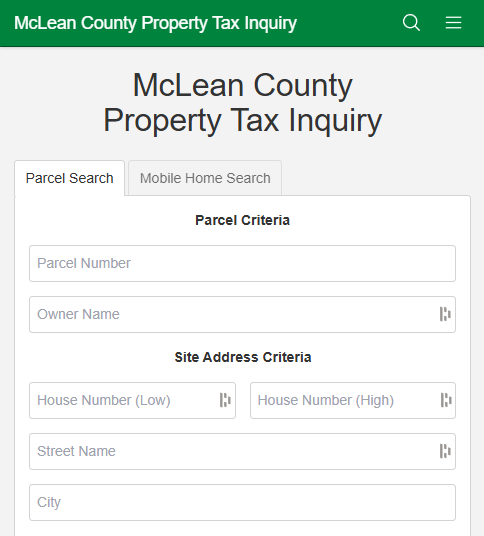 McLean County Property Tax Inquiry
McLean County
Property Tax Inquiry
Parcel Search
Mobile Home Search
Parcel Criteria
Parcel Number
Owner Name
Site Address Criteria
House Number (Low)
House Number (High)
Street Name
City